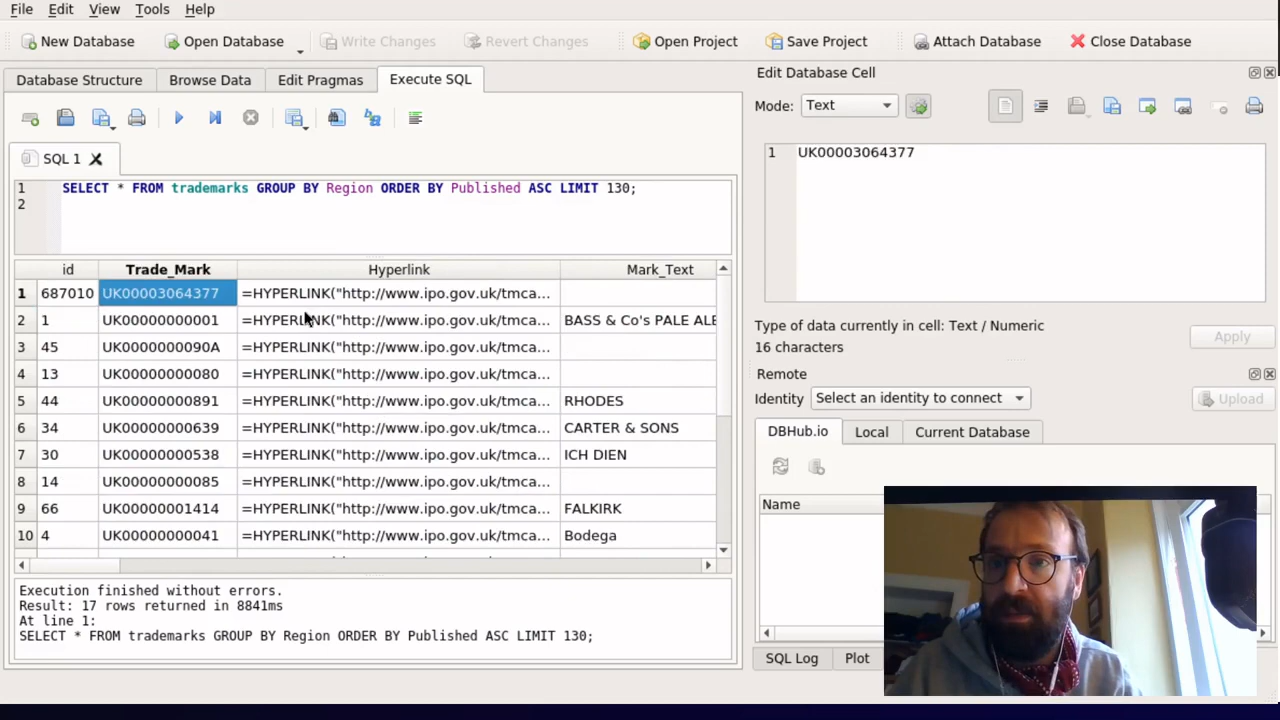 File Edit View Tools Help
New Database Open Database Write Changes Revert Changes Open Project Save Project Attach Database Close Database
Database Structure Browse Data Edit Pragmas Execute SQL
SQL 1
1 SELECT * FROM trademarks GROUP BY Region ORDER BY Published ASC LIMIT 130;
2
id Trade_Mark Hyperlink Mark_Text
1 687010 UK00003064377 =HYPERLINK("http://www.ipo.gov.uk/tmca...
2 1 UK00000000001 =HYPERLINK("http://www.ipo.gov.uk/tmca... BASS & Co's PALE ALE
3 45 UK0000000090A =HYPERLINK("http://www.ipo.gov.uk/tmca...
4 13 UK00000000080 =HYPERLINK("http://www.ipo.gov.uk/tmca...
5 44 UK00000000891 =HYPERLINK("http://www.ipo.gov.uk/tmca... RHODES
6 34 UK00000000639 =HYPERLINK("http://www.ipo.gov.uk/tmca... CARTER & SONS
7 30 UK00000000538 =HYPERLINK("http://www.ipo.gov.uk/tmca... ICH DIEN
8 14 UK00000000085 =HYPERLINK("http://www.ipo.gov.uk/tmca...
9 66 UK00000001414 =HYPERLINK("http://www.ipo.gov.uk/tmca... FALKIRK
10 4 UK00000000041 =HYPERLINK("http://www.ipo.gov.uk/tmca... Bodega
Execution finished without errors.
Result: 17 rows returned in 8841ms
At line 1:
SELECT * FROM trademarks GROUP BY Region ORDER BY Published ASC LIMIT 130;
Edit Database Cell
Mode: Text
1 UK00003064377
Type of data currently in cell: Text / Numeric
16 characters
Apply
Remote
Identity Select an identity to connect Upload
DBHub.io Local Current Database
Name
SQL Log Plot